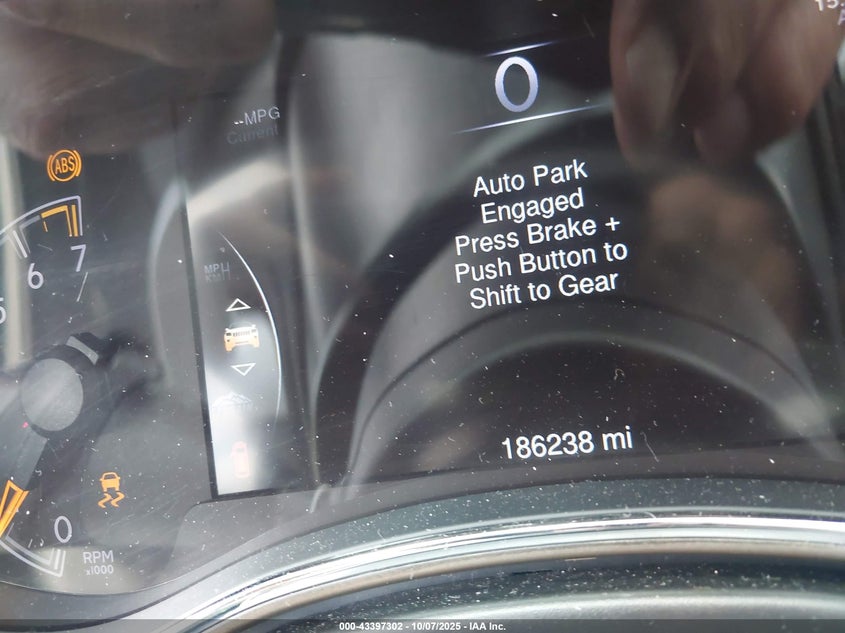 0
--MPG
Current
ABS
Auto Park
Engaged
Press Brake +
Push Button to
Shift to Gear
6
7
MPH
186238 mi
0
RPM
x1000
000-43397302 | 10/07/2025 - IAA Inc.